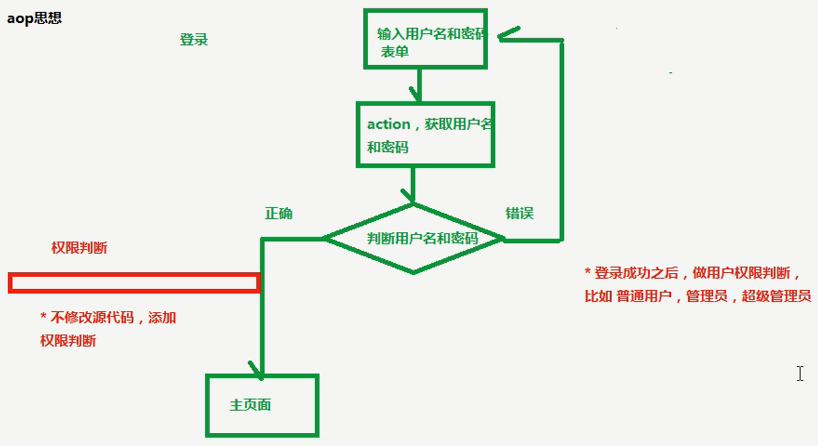 aop思想
登录
输入用户名和密码
表单
action，获取用户名
和密码
正确
错误
判断用户名和密码
权限判断
* 不修改源代码，添加
权限判断
* 登录成功之后，做用户权限判断，
比如 普通用户，管理员，超级管理员
主页面